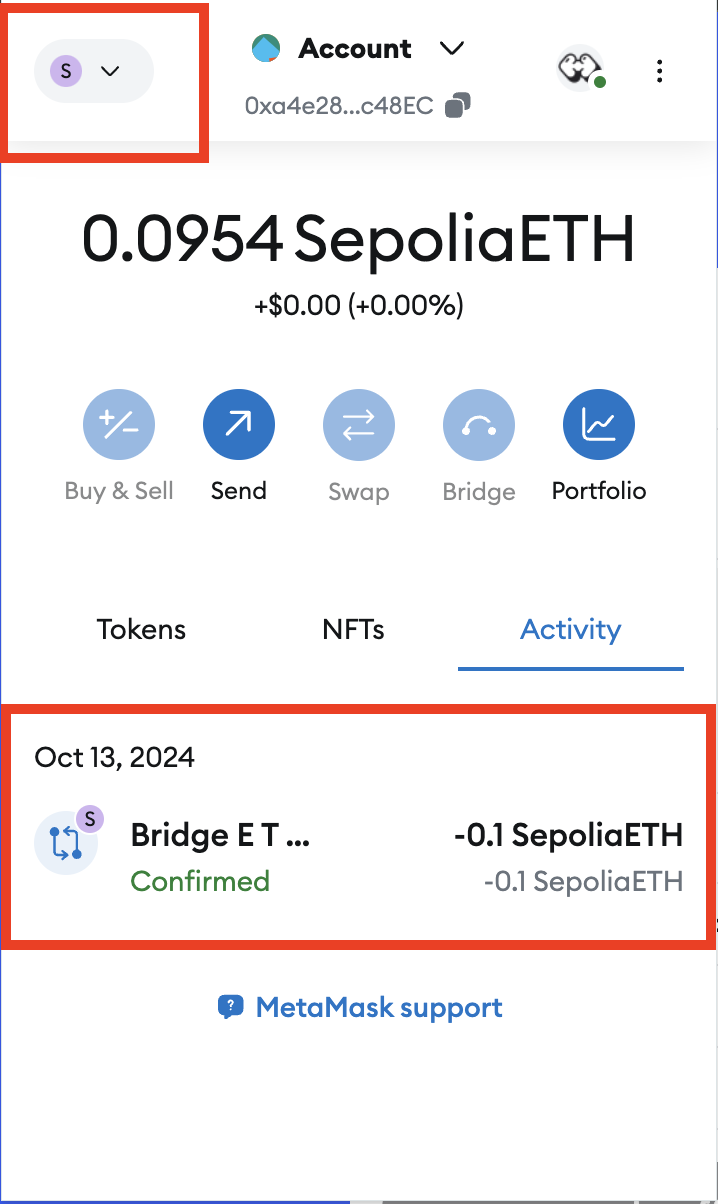 S
Account
0xa4e28...c48EC
0.0954 SepoliaETH
+$0.00 (+0.00%)
Buy & Sell Send Swap Bridge Portfolio
Tokens NFTs Activity
Oct 13, 2024
S
Bridge E T ... -0.1 SepoliaETH
Confirmed -0.1 SepoliaETH
? MetaMask support